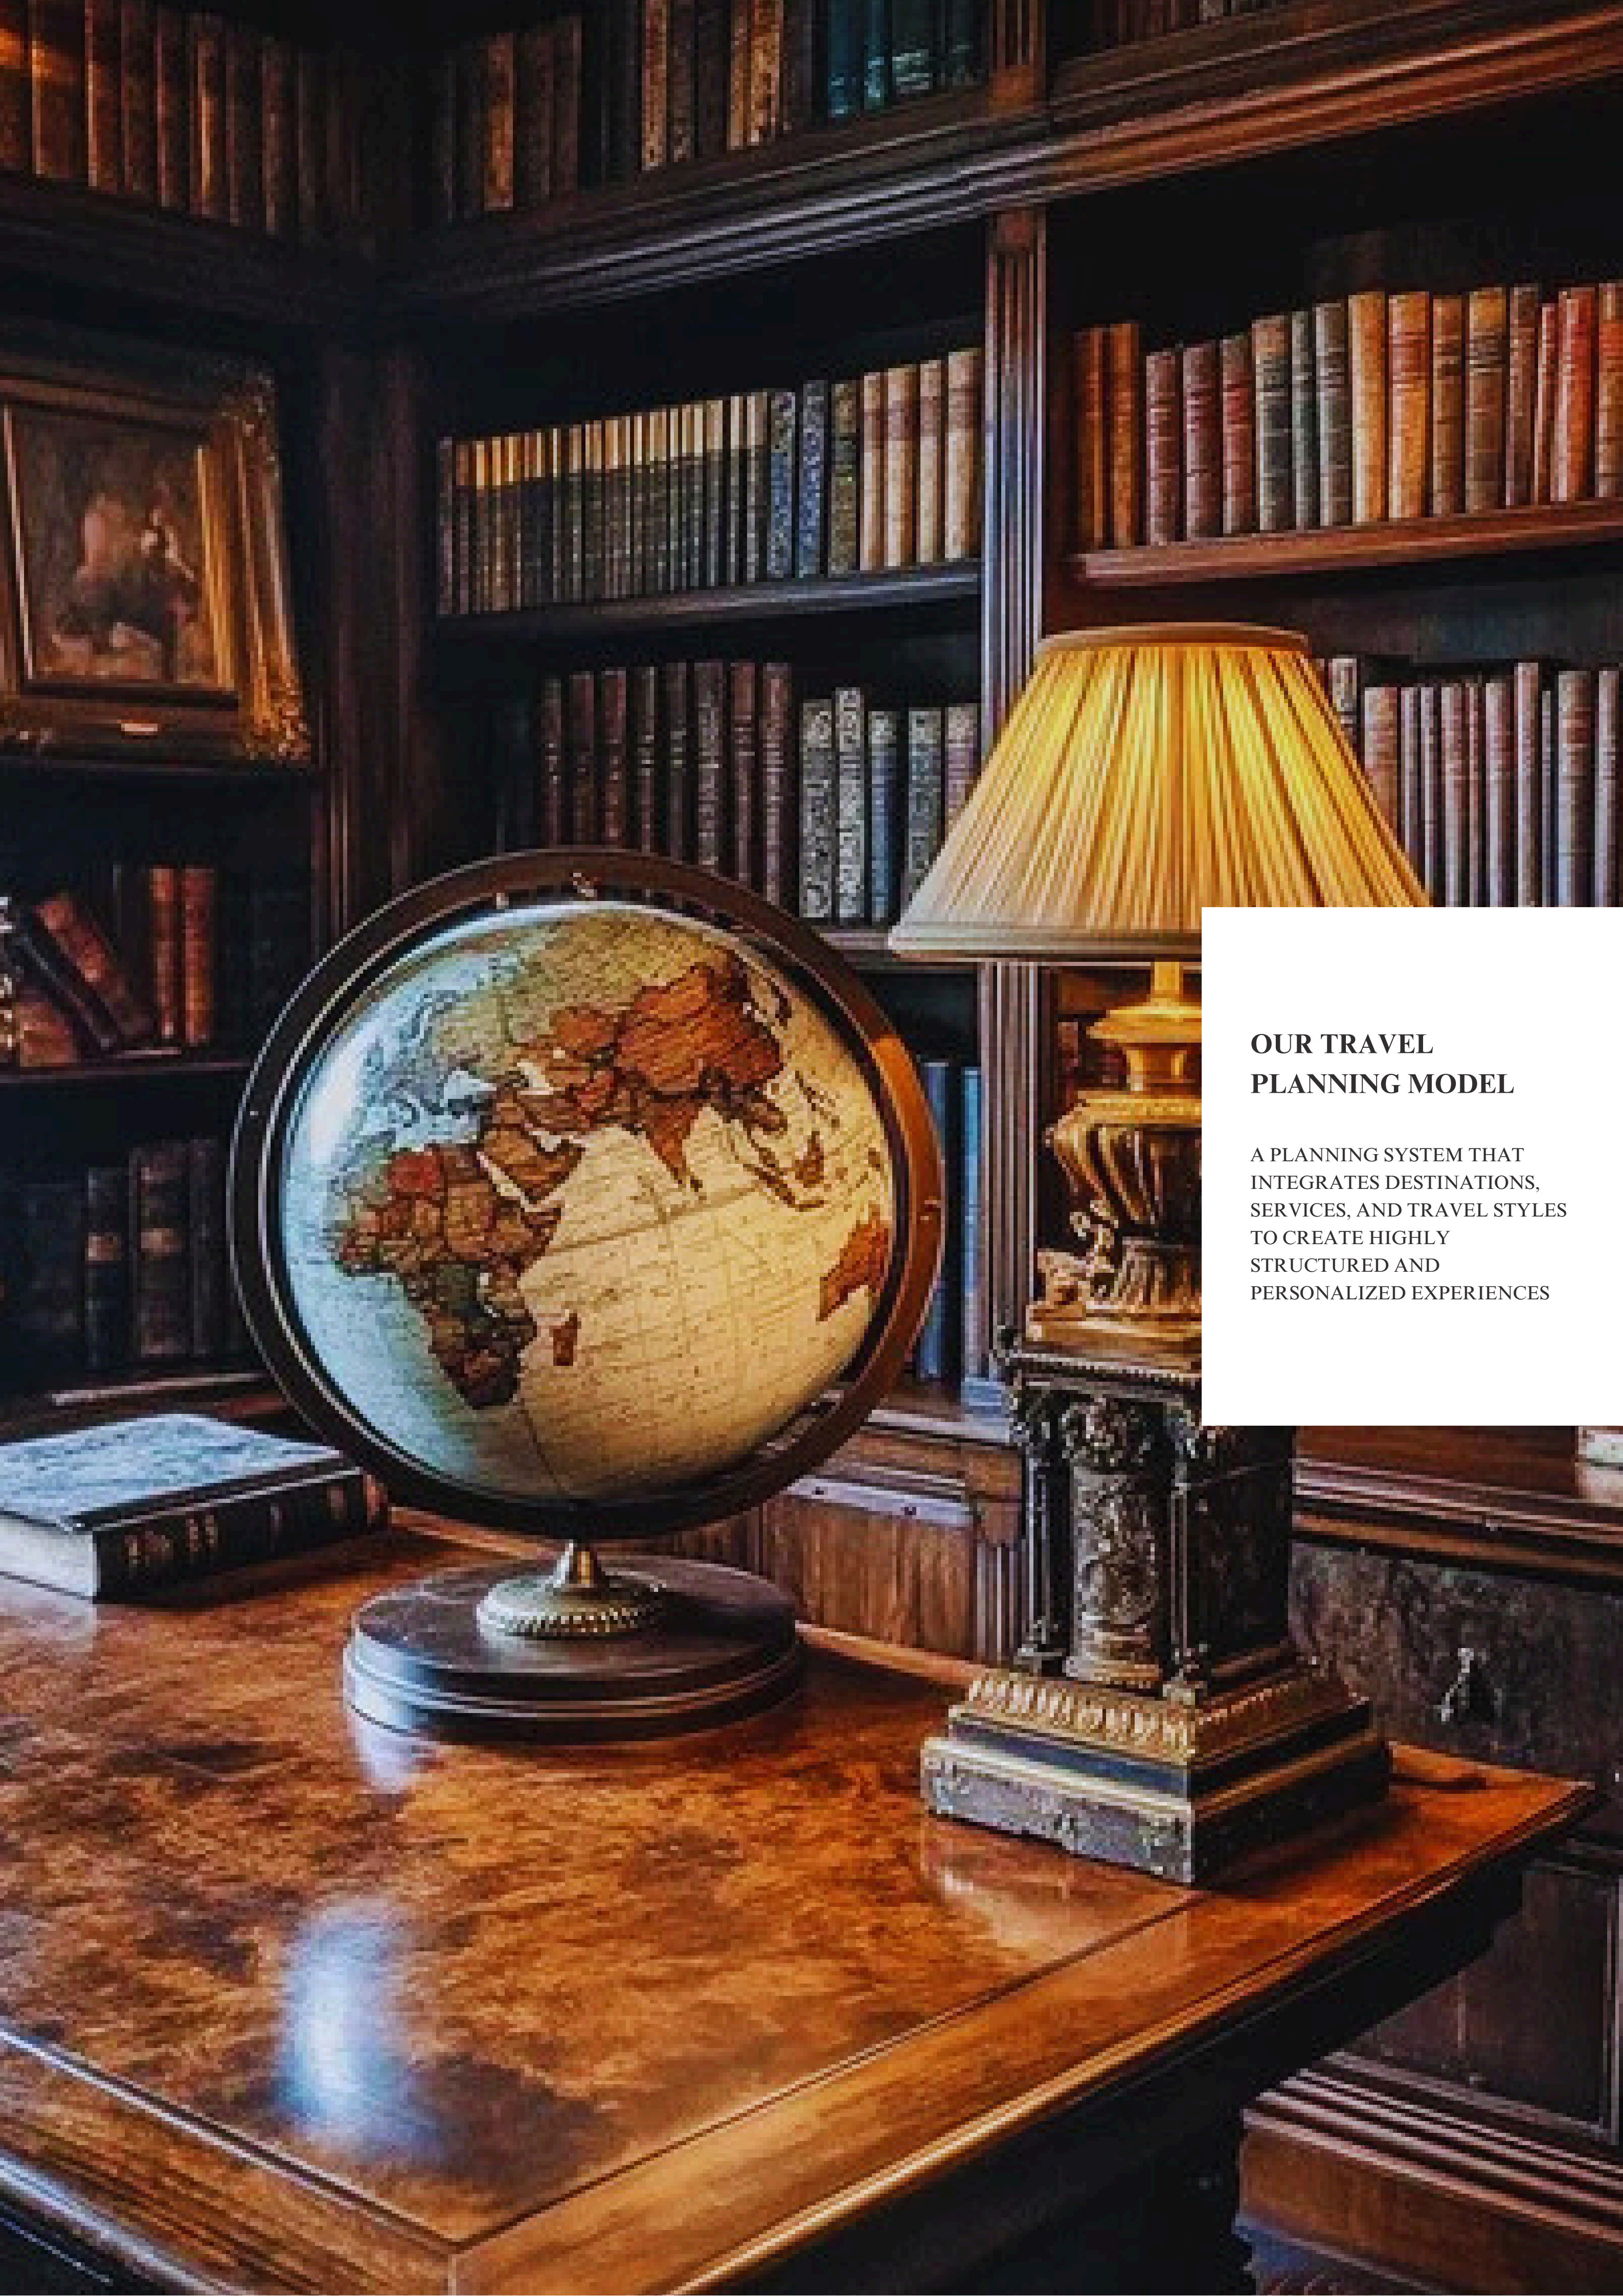 OUR TRAVEL
PLANNING MODEL
A PLANNING SYSTEM THAT
INTEGRATES DESTINATIONS,
SERVICES, AND TRAVEL STYLES
TO CREATE HIGHLY
STRUCTURED AND
PERSONALIZED EXPERIENCES